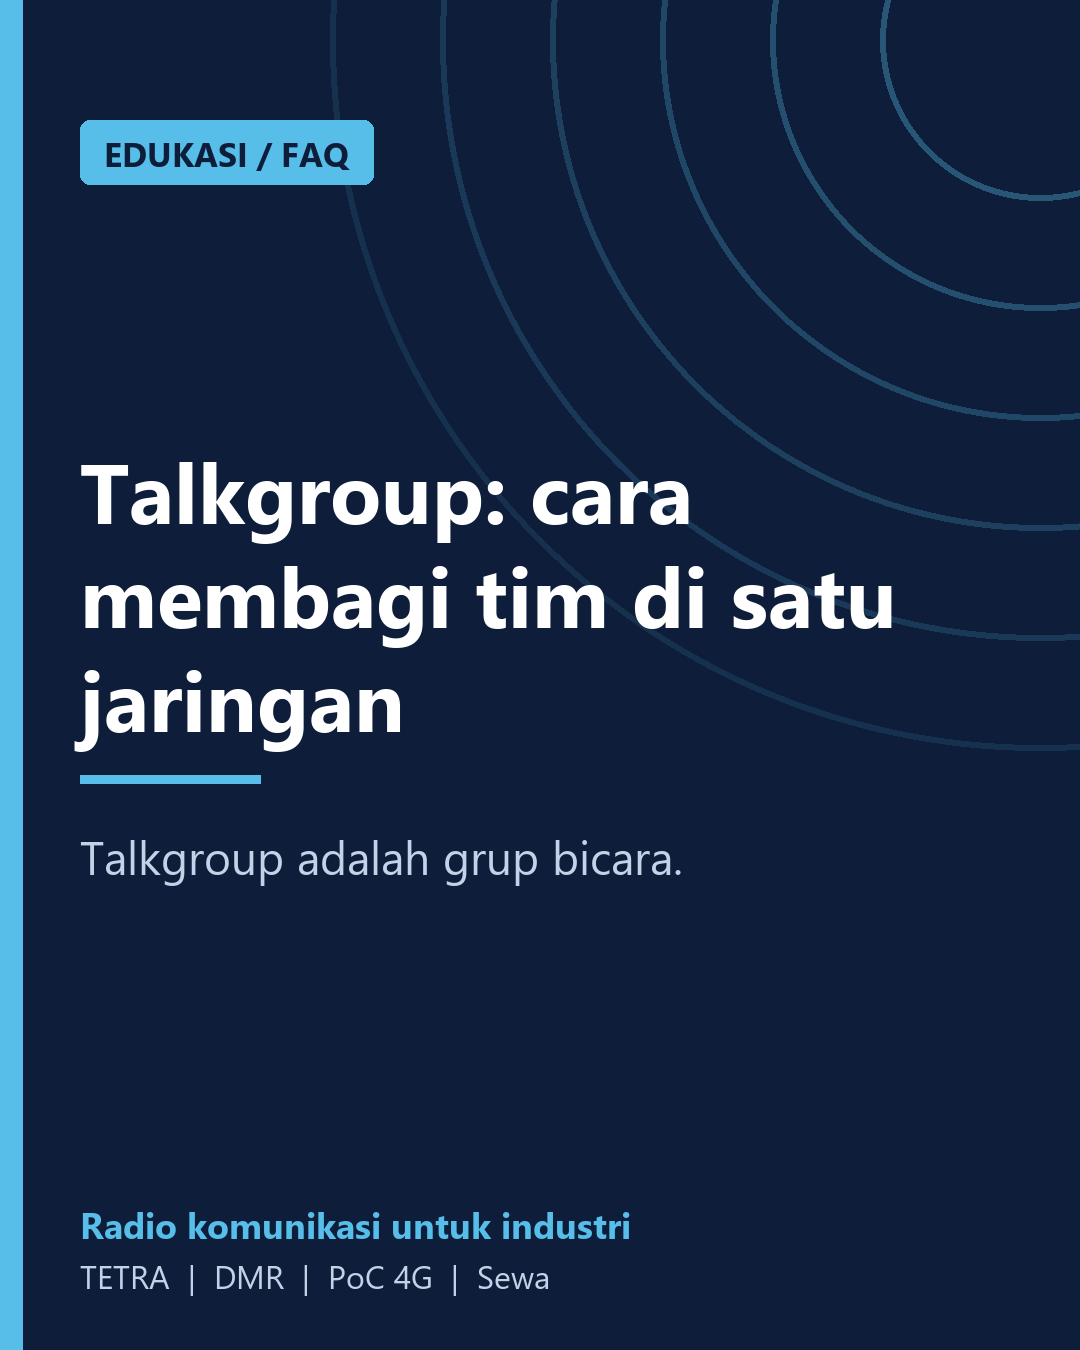 EDUKASI / FAQ
Talkgroup: cara
membagi tim di satu
jaringan
Talkgroup adalah grup bicara.
Radio komunikasi untuk industri
TETRA | DMR | PoC 4G | Sewa